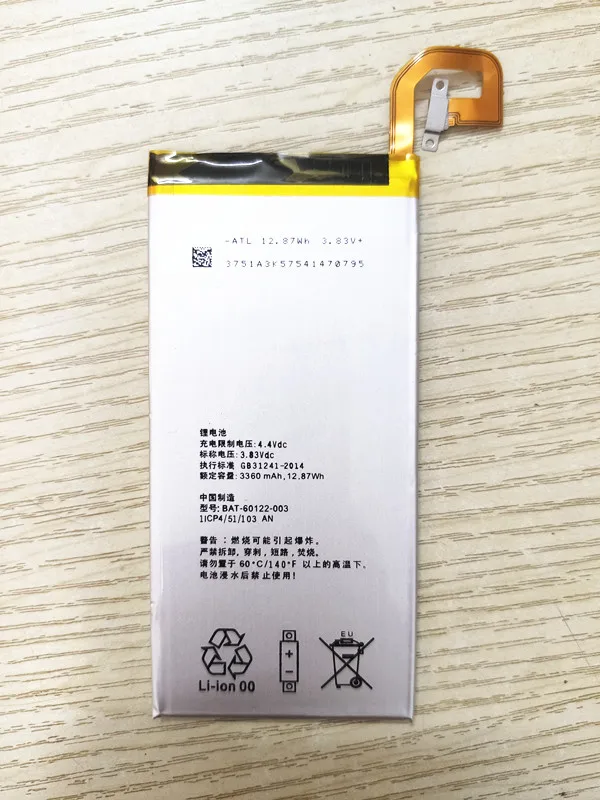 -ATL 12.87Wh 3.83V+
3751A3K57541470795
锂电池
充电限制电压:4.4Vdc
标称电压:3.83Vdc
执行标准 GB31241-2014
额定容量:3360 mAh,12.87Wh
中国制造
型号:BAT-60122-003
1ICP4/51/103 AN
警告:燃烧可能引起爆炸。
严禁拆卸,穿刺,短路,焚烧。
请勿置于 60°C/140°F 以上的高温下。
电池浸水后禁止使用!
EU
+
-
Li-ion 00